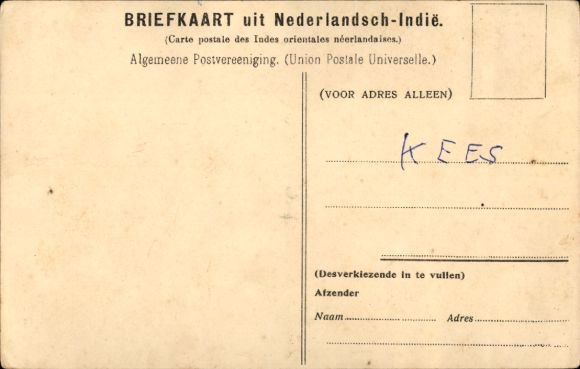 BRIEFKAART uit Nederlandsch-Indië.
(Carte postale des Indes orientales néerlandaises.)
Algemeene Postvereeniging. (Union Postale Universelle.)
(VOOR ADRES ALLEEN)
KEES
(Desverkiezende in te vullen)
Afzender
Naam Adres